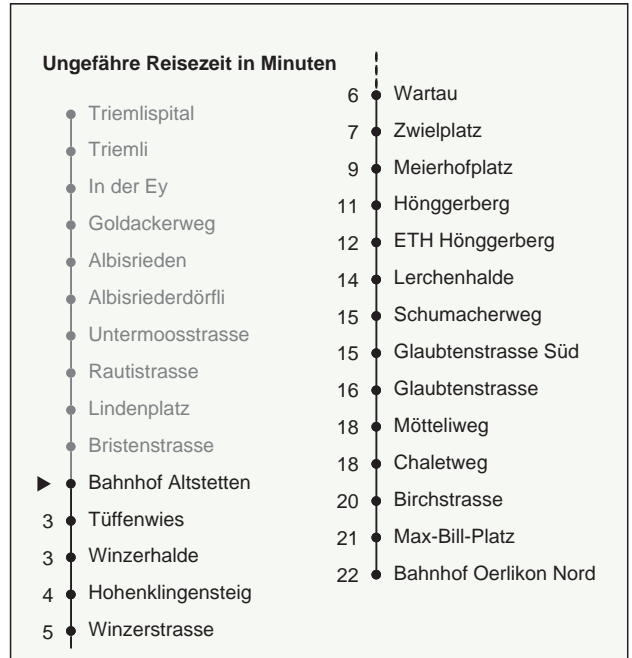 Ungefähre Reisezeit in Minuten
Triemlispital
Triemli
In der Ey
Goldackerweg
Albisrieden
Albisriederdörfli
Untermoosstrasse
Rautistrasse
Lindenplatz
Bristenstrasse
Bahnhof Altstetten
3 Tüffenwies
3 Winzerhalde
4 Hohenklingensteig
5 Winzerstrasse
6 Wartau
7 Zwielplatz
9 Meierhofplatz
11 Hönggerberg
12 ETH Hönggerberg
14 Lerchenhalde
15 Schumacherweg
15 Glaubtenstrasse Süd
16 Glaubtenstrasse
18 Mötteliweg
18 Chaletweg
20 Birchstrasse
21 Max-Bill-Platz
22 Bahnhof Oerlikon Nord